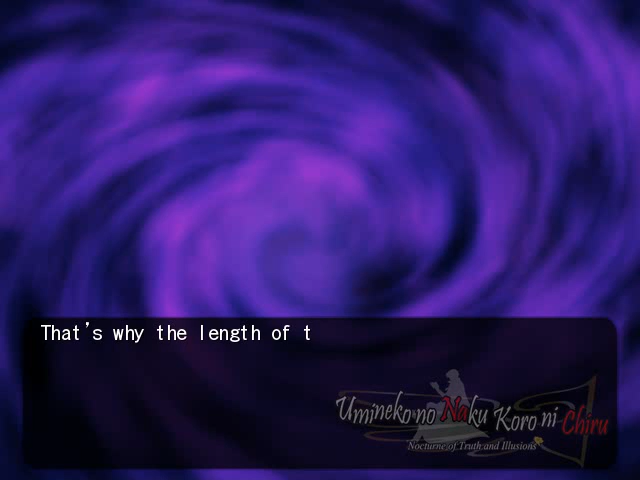 That's why the length of t
Umineko no Naku Koro ni Chiru
Nocturne of Truth and Illusions